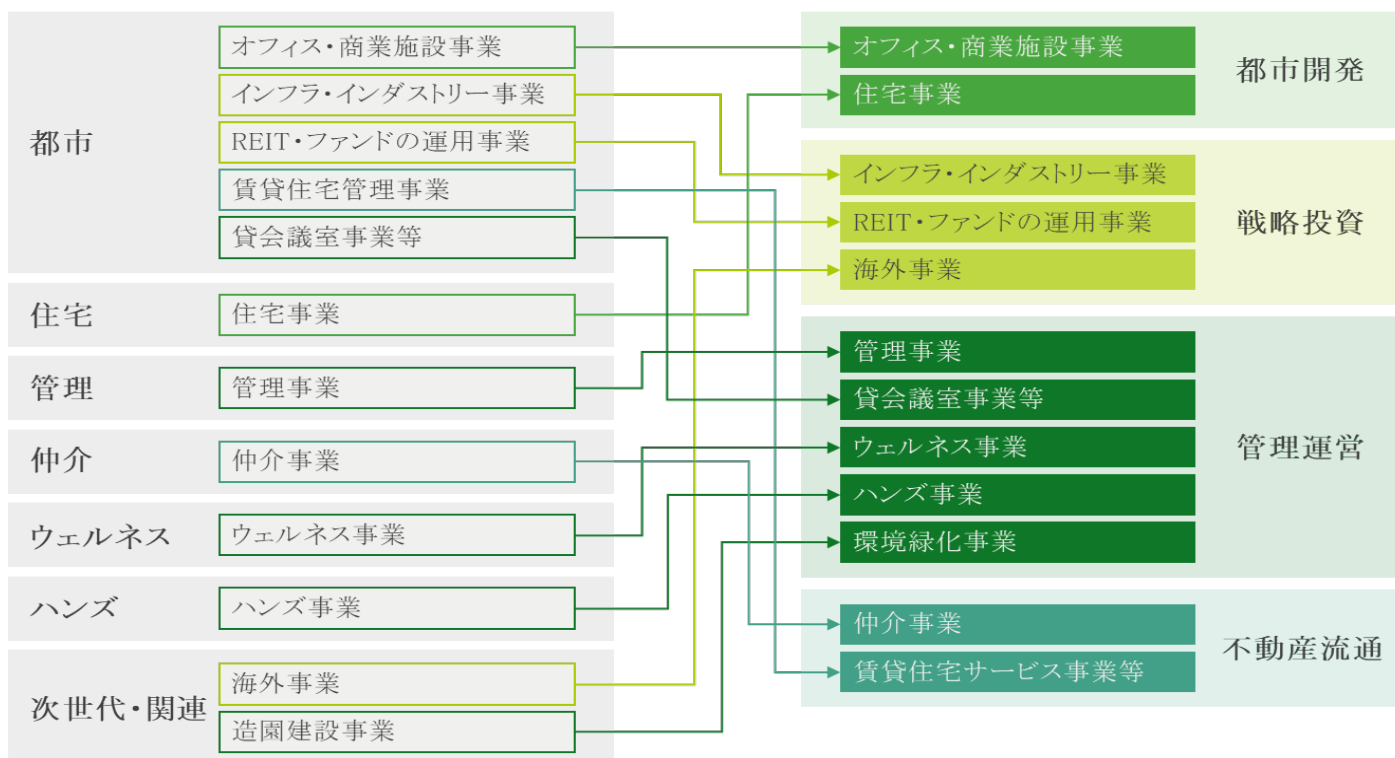 都市
オフィス・商業施設事業
インフラ・インダストリー事業
REIT・ファンドの運用事業
賃貸住宅管理事業
貸会議室事業等
住宅
住宅事業
管理
管理事業
仲介
仲介事業
ウェルネス
ウェルネス事業
ハンズ
ハンズ事業
次世代・関連
海外事業
造園建設事業
オフィス・商業施設事業
住宅事業
都市開発
インフラ・インダストリー事業
REIT・ファンドの運用事業
海外事業
戦略投資
管理事業
貸会議室事業等
ウェルネス事業
ハンズ事業
環境緑化事業
管理運営
仲介事業
賃貸住宅サービス事業等
不動産流通